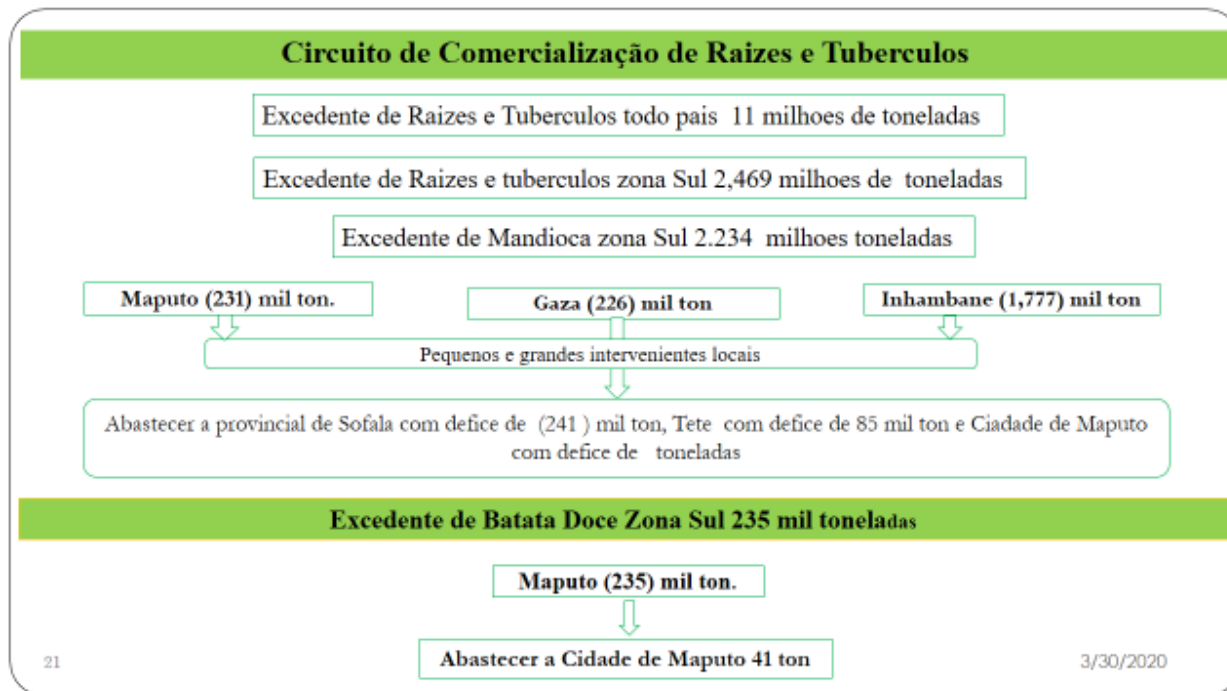 Circuito de Comercialização de Raizes e Tuberculos
Excedente de Raizes e Tuberculos todo pais 11 milhoes de toneladas
Excedente de Raizes e tuberculos zona Sul 2,469 milhoes de toneladas
Excedente de Mandioca zona Sul 2.234 milhoes toneladas
Maputo (231) mil ton.
Gaza (226) mil ton
Inhambane (1,777) mil ton
Pequenos e grandes intervenientes locais
Abastecer a provincial de Sofala com defice de (241 ) mil ton, Tete com defice de 85 mil ton e Ciadade de Maputo
com defice de toneladas
Excedente de Batata Doce Zona Sul 235 mil toneladas
Maputo (235) mil ton.
Abastecer a Cidade de Maputo 41 ton
21
3/30/2020